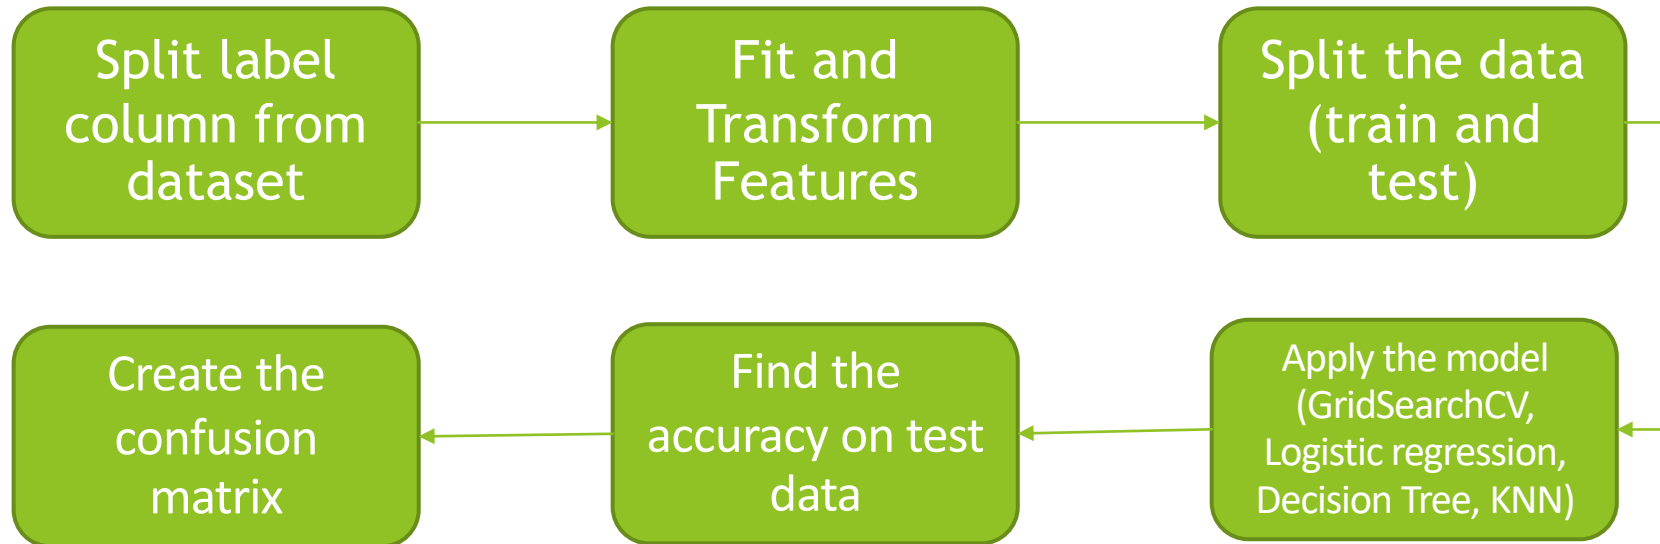 Split label
column from
dataset
Fit and
Transform
Features
Split the data
(train and
test)
Apply the model
(GridSearchCV,
Logistic regression,
Decision Tree, KNN)
Find the
accuracy on test
data
Create the
confusion
matrix